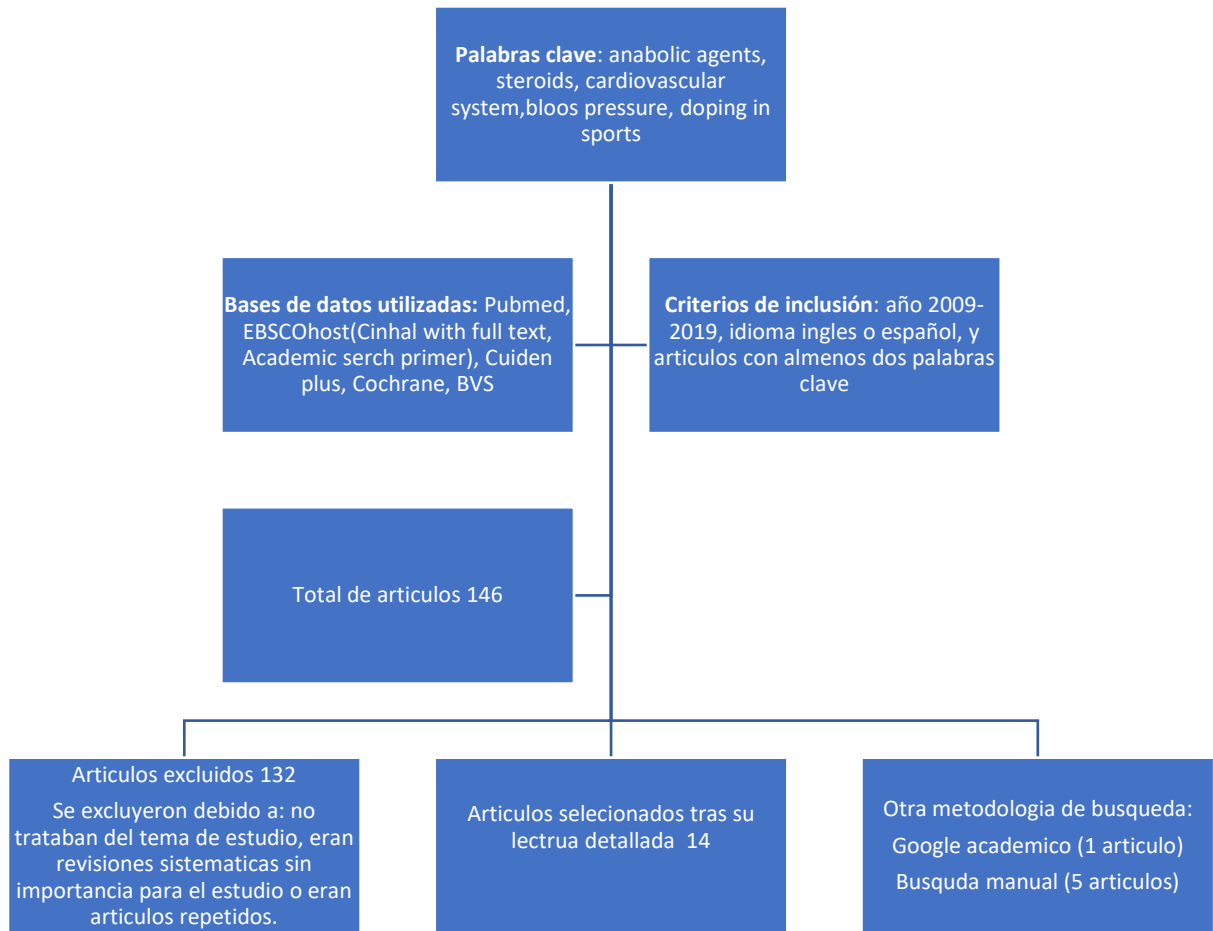 Palabras clave: anabolic agents,
steroids, cardiovascular
system,bloos pressure, doping in
sports
Bases de datos utilizadas: Pubmed,
EBSCOhost(Cinhal with full text,
Academic serch primer), Cuiden
plus, Cochrane, BVS
Criterios de inclusión: año 2009-
2019, idioma ingles o español, y
articulos con almenos dos palabras
clave
Total de articulos 146
Articulos excluidos 132
Se excluyeron debido a: no
trataban del tema de estudio, eran
revisiones sistematicas sin
importancia para el estudio o eran
articulos repetidos.
Articulos selecionados tras su
lectrua detallada  14
Otra metodologia de busqueda:
Google academico (1 articulo)
Busquda manual (5 articulos)